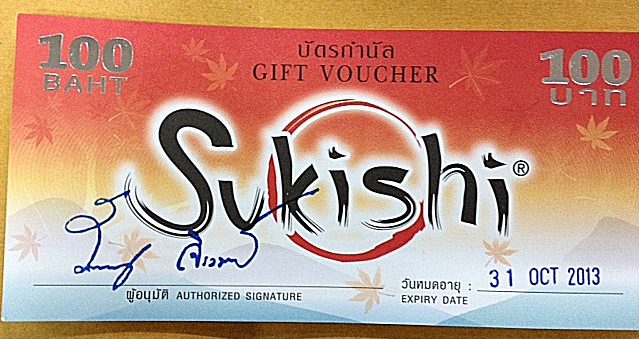 100
BAHT
บัตรกำนัล
GIFT VOUCHER
100
บาท
Sukishi®
ผู้อนุมัติ AUTHORIZED SIGNATURE
วันหมดอายุ : 31 OCT 2013
EXPIRY DATE